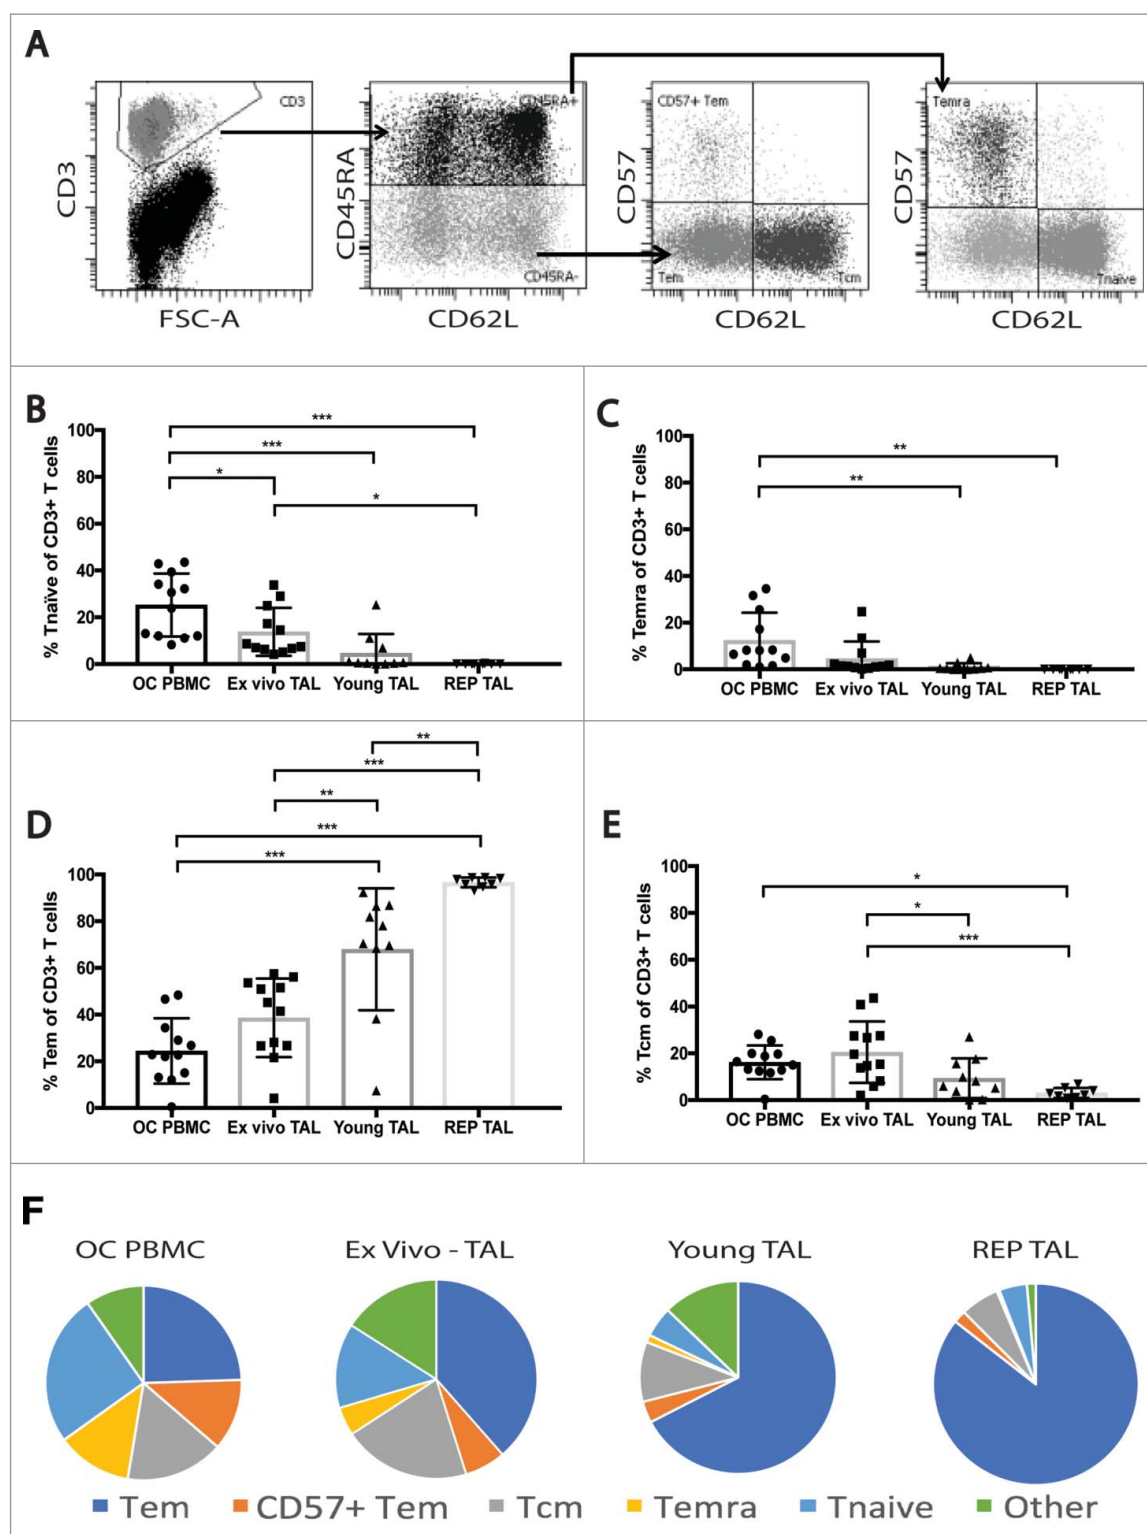 A
CD3
CD3
FSC-A
CD45RA+
CD45RA
CD45RA-
CD62L
CD57+ Tem
CD57
Tem
Tcm
CD62L
Temra
CD57
Tnaive
CD62L
B
% Tnaïve of CD3+ T cells
100
80
60
40
20
0
***
***
*
*
OC PBMC Ex vivo TAL Young TAL REP TAL
C
% Temra of CD3+ T cells
100
80
60
40
20
0
**
**
OC PBMC Ex vivo TAL Young TAL REP TAL
D
% Tem of CD3+ T cells
100
80
60
40
20
0
**
***
**
***
***
OC PBMC Ex vivo TAL Young TAL REP TAL
E
% Tcm of CD3+ T cells
100
80
60
40
20
0
*
*
***
OC PBMC Ex vivo TAL Young TAL REP TAL
F
OC PBMC Ex Vivo - TAL Young TAL REP TAL
Tem CD57+ Tem Tcm Temra Tnaive Other